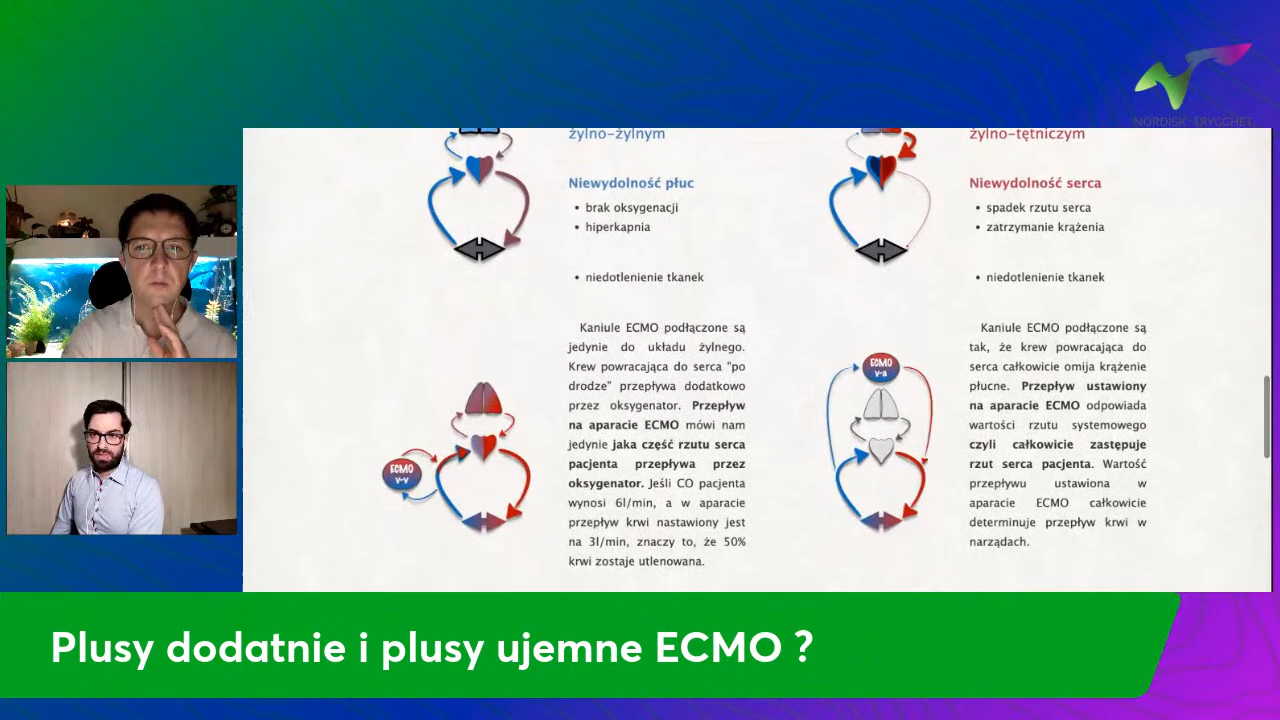 NORDISK TRYGGHET
żylno-żylnym
Niewydolność płuc
• brak oksygenacji
• hiperkapnia
• niedotlenienie tkanek
Kaniule ECMO podłączone są
jedynie do układu żylnego.
Krew powracająca do serca "po
drodze" przepływa dodatkowo
przez oksygenator. Przepływ
na aparacie ECMO mówi nam
jedynie jaka część rzutu serca
pacjenta przepływa przez
oksygenator. Jeśli CO pacjenta
wynosi 6l/min, a w aparacie
przepływ krwi nastawiony jest
na 3l/min, znaczy to, że 50%
krwi zostaje utlenowana.
ECMO
v-v
żylno-tętniczym
Niewydolność serca
• spadek rzutu serca
• zatrzymanie krążenia
• niedotlenienie tkanek
Kaniule ECMO podłączone są
tak, że krew powracająca do
serca całkowicie omija krążenie
płucne. Przepływ ustawiony
na aparacie ECMO odpowiada
wartości rzutu systemowego
czyli całkowicie zastępuje
rzut serca pacjenta. Wartość
przepływu ustawiona w
aparacie ECMO całkowicie
determinuje przepływ krwi w
narządach.
ECMO
v-a
Plusy dodatnie i plusy ujemne ECMO ?